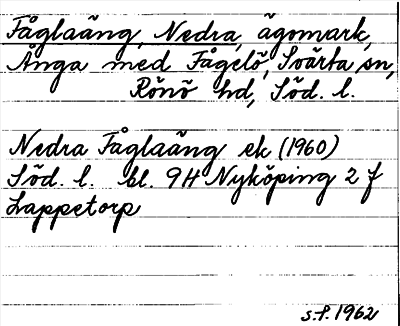 Fåglaäng, Nedra, ägomark,
Ånga med Fågelö, Svärta sn,
Rönö hd, Söd. l.
Nedra Fåglaäng ek (1960)
Söd. l. bl. 9H Nyköping 2 f
Lappetorp
s.f. 1962